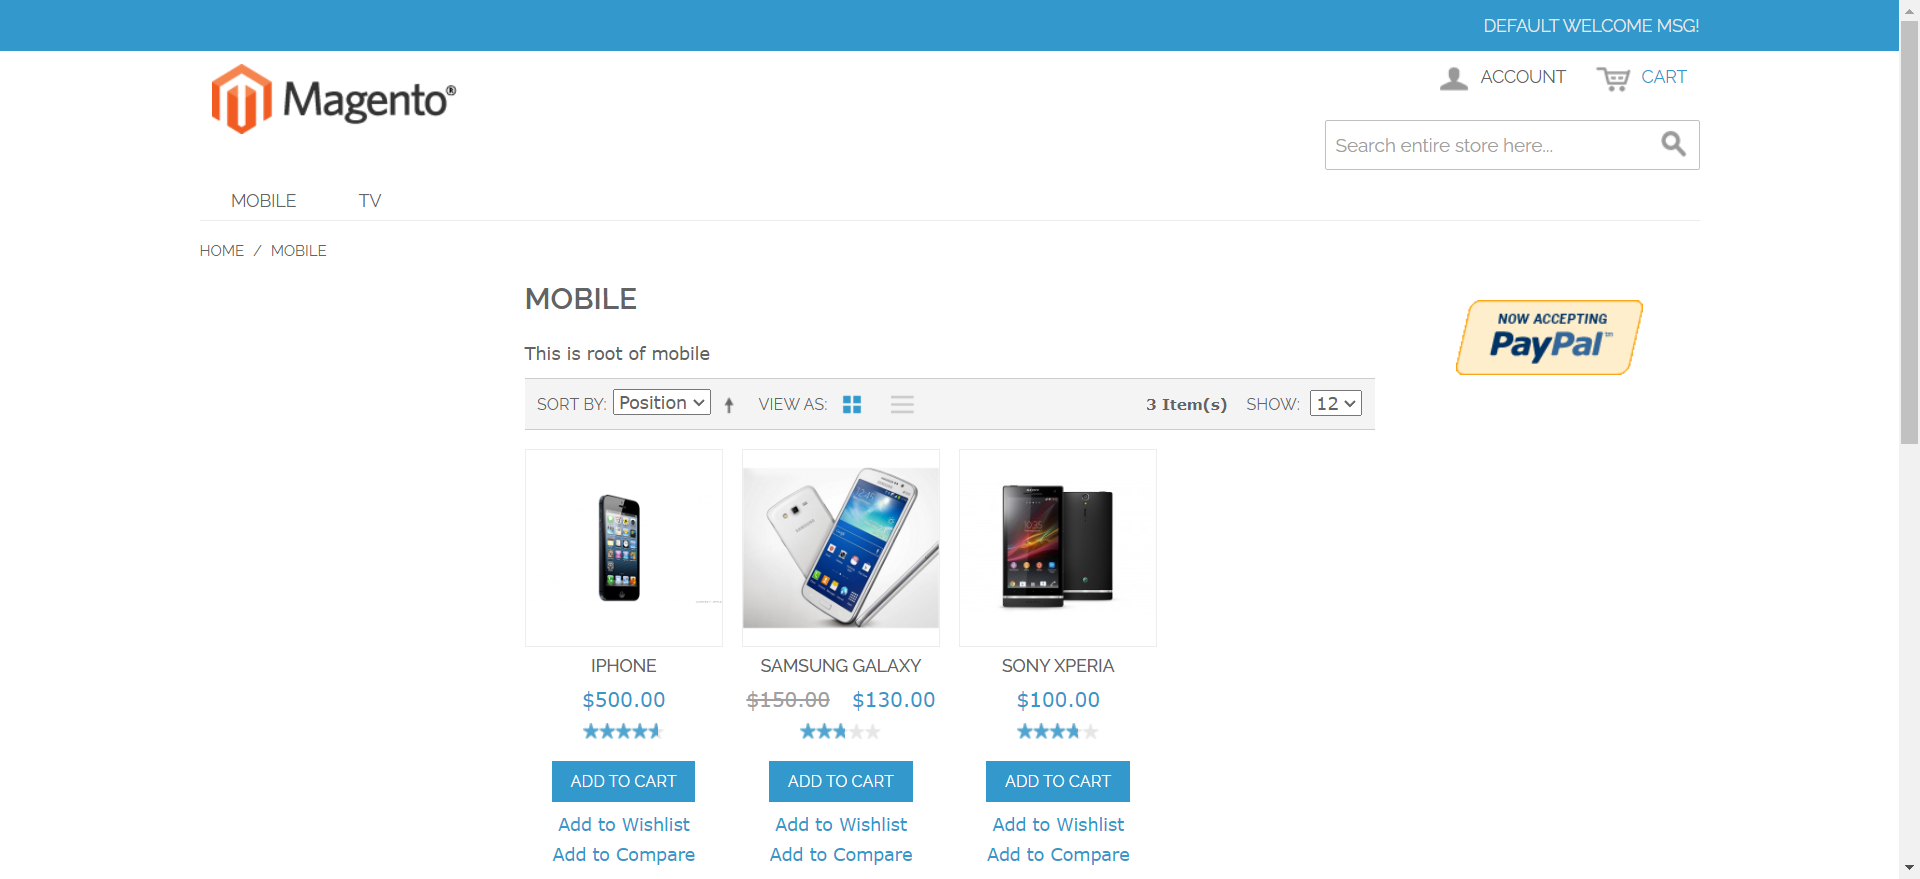 DEFAULT WELCOME MSG!
Magento®
ACCOUNT CART
Search entire store here...
MOBILE TV
HOME / MOBILE
MOBILE
NOW ACCEPTING
PayPal™
This is root of mobile
SORT BY: Position VIEW AS: 3 Item(s) SHOW: 12
IPHONE SAMSUNG GALAXY SONY XPERIA
$500.00 $150.00 $130.00 $100.00
ADD TO CART ADD TO CART ADD TO CART
Add to Wishlist Add to Wishlist Add to Wishlist
Add to Compare Add to Compare Add to Compare